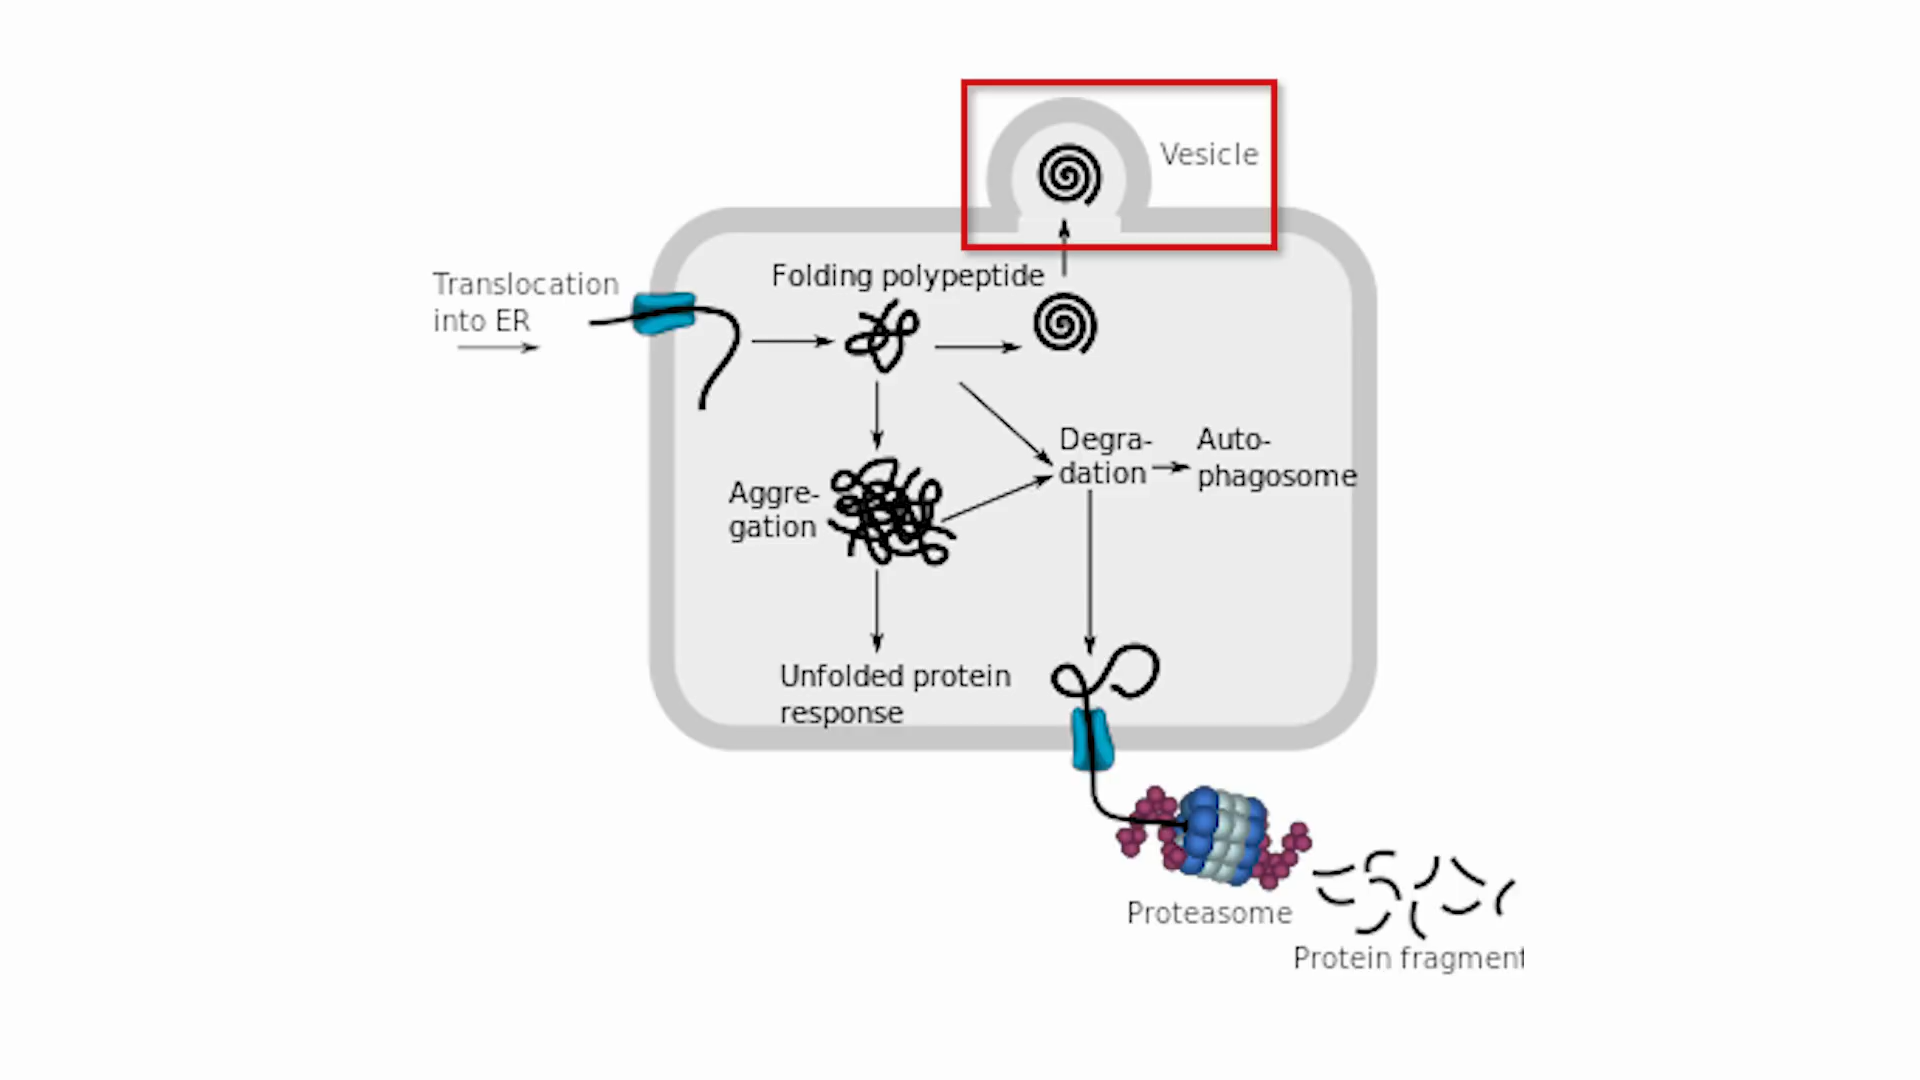 Vesicle
Translocation
into ER
Folding polypeptide
Degra-
dation
Auto-
phagosome
Aggre-
gation
Unfolded protein
response
Proteasome
Protein fragment